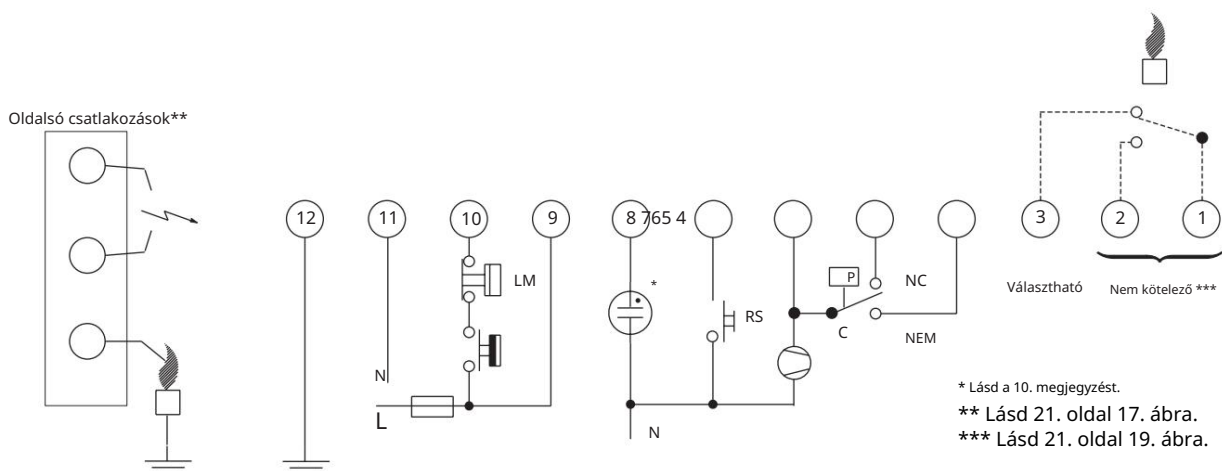 Oldalsó csatlakozások**
12 11 10 9 8 765 4 3 2 1
LM
*
RS
P
NC
C
NEM
Választható
Nem kötelező ***
N
L
N
* Lásd a 10. megjegyzést.
** Lásd 21. oldal 17. ábra.
*** Lásd 21. oldal 19. ábra.